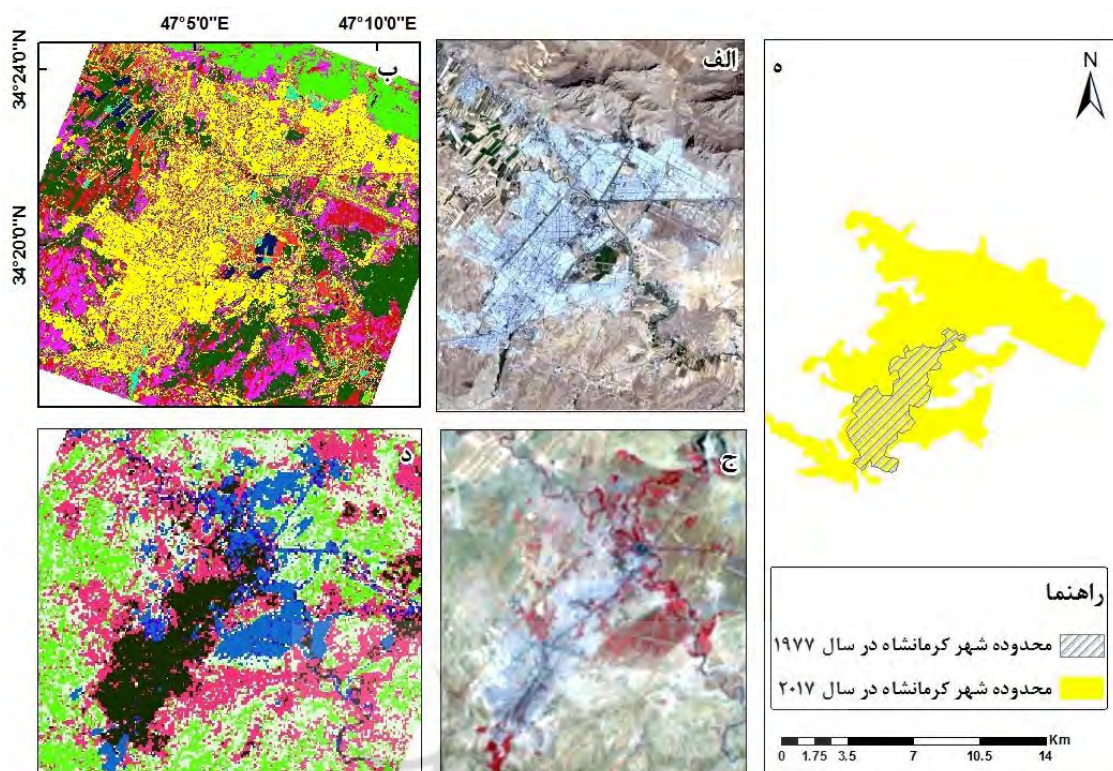 47°5'0"E
47°10'0"E
34°24'0"N
34°20'0"N
ب
الف
ه
N
د
ج
راهنما
محدوده شهر کرمانشاه در سال ۱۹۷۷
محدوده شهر کرمانشاه در سال ۲۰۱۷
Km
0 1.75 3.5 7 10.5 14